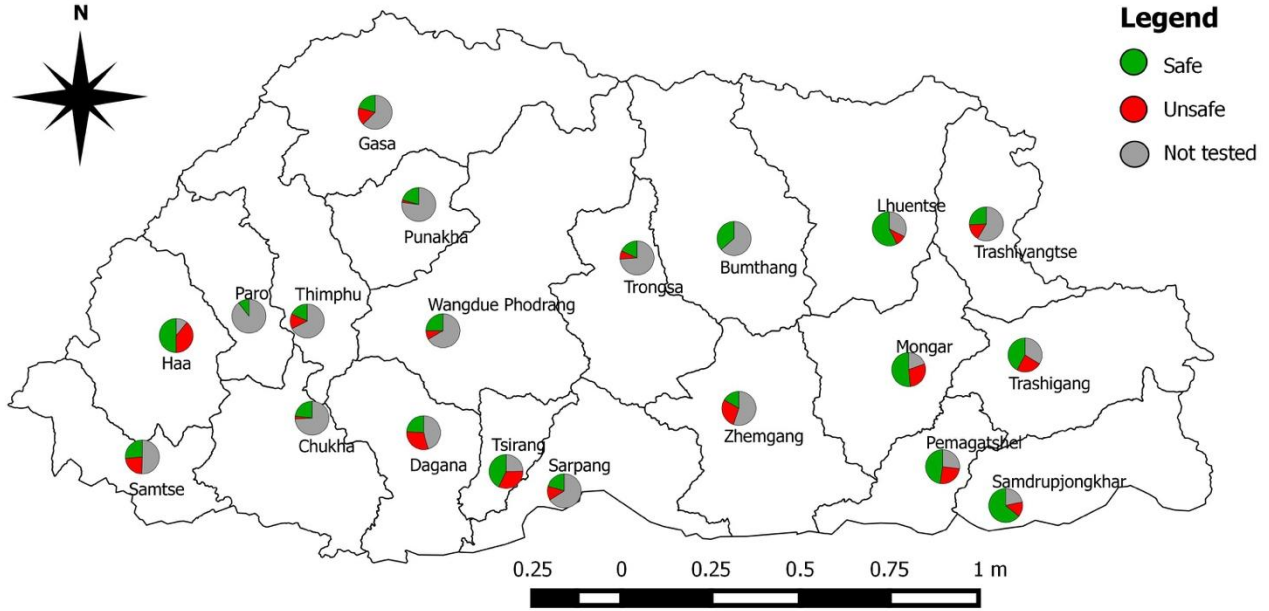 N
Legend
Safe
Unsafe
Not tested
Gasa
Punakha
Lhuentse
Trashiyangtse
Bumthang
Trongsa
Paro
Thimphu
Wangdue Phodrang
Haa
Mongar
Trashigang
Chukha
Dagana
Tsirang
Zhemgang
Pemagatshel
Sarpang
Samtse
Samdrupjongkhar
0.25 0 0.25 0.5 0.75 1 m